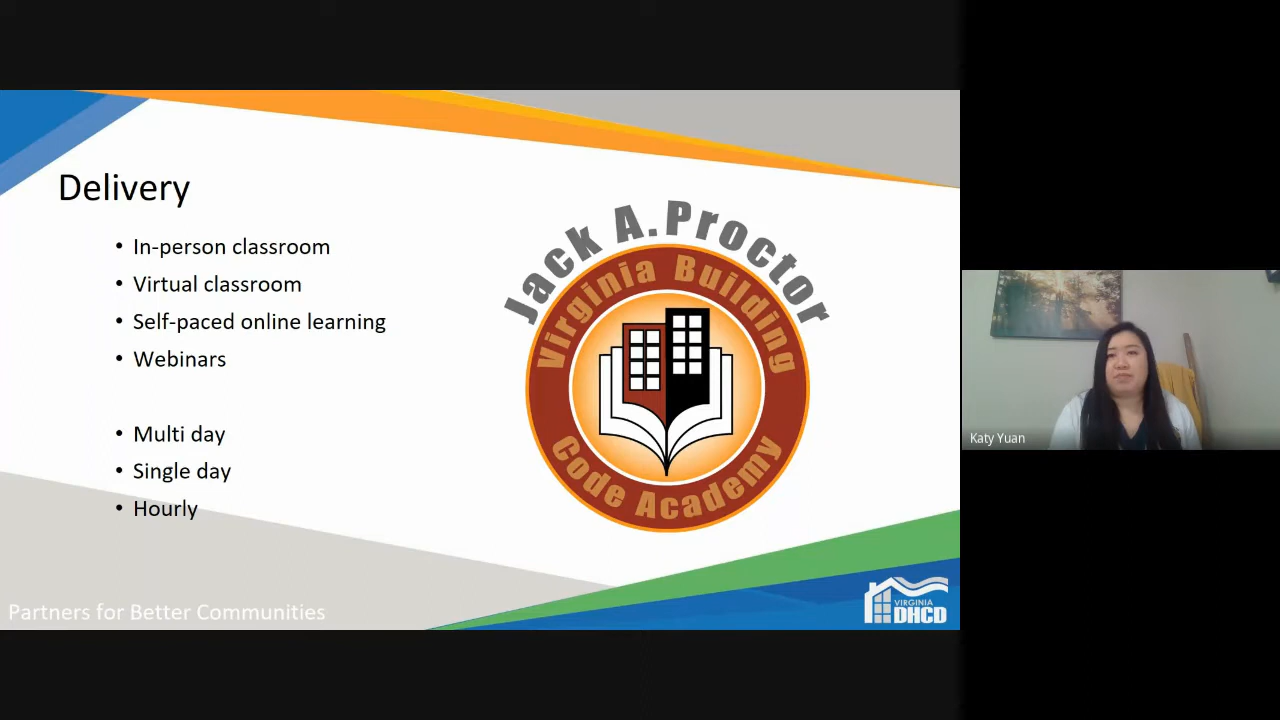 Delivery
• In-person classroom
• Virtual classroom
• Self-paced online learning
• Webinars
• Multi day
• Single day
• Hourly
Jack A. Proctor
Virginia Building
Code Academy
Partners for Better Communities
VIRGINIA
DHCD
Katy Yuan